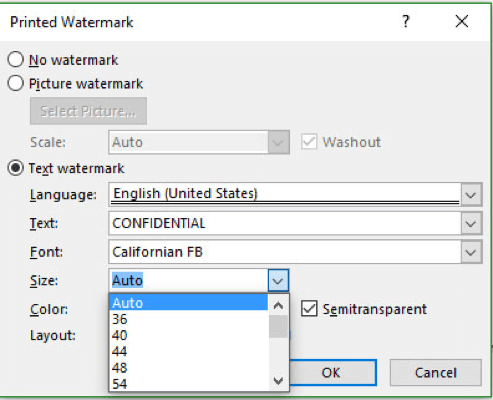 Printed Watermark ?
No watermark
Picture watermark
Select Picture...
Scale: Auto Washout
Text watermark
Language: English (United States)
Text: CONFIDENTIAL
Font: Californian FB
Size: Auto
Auto
Color: Semitransparent
36
Layout: 40
44
48
54
OK Cancel